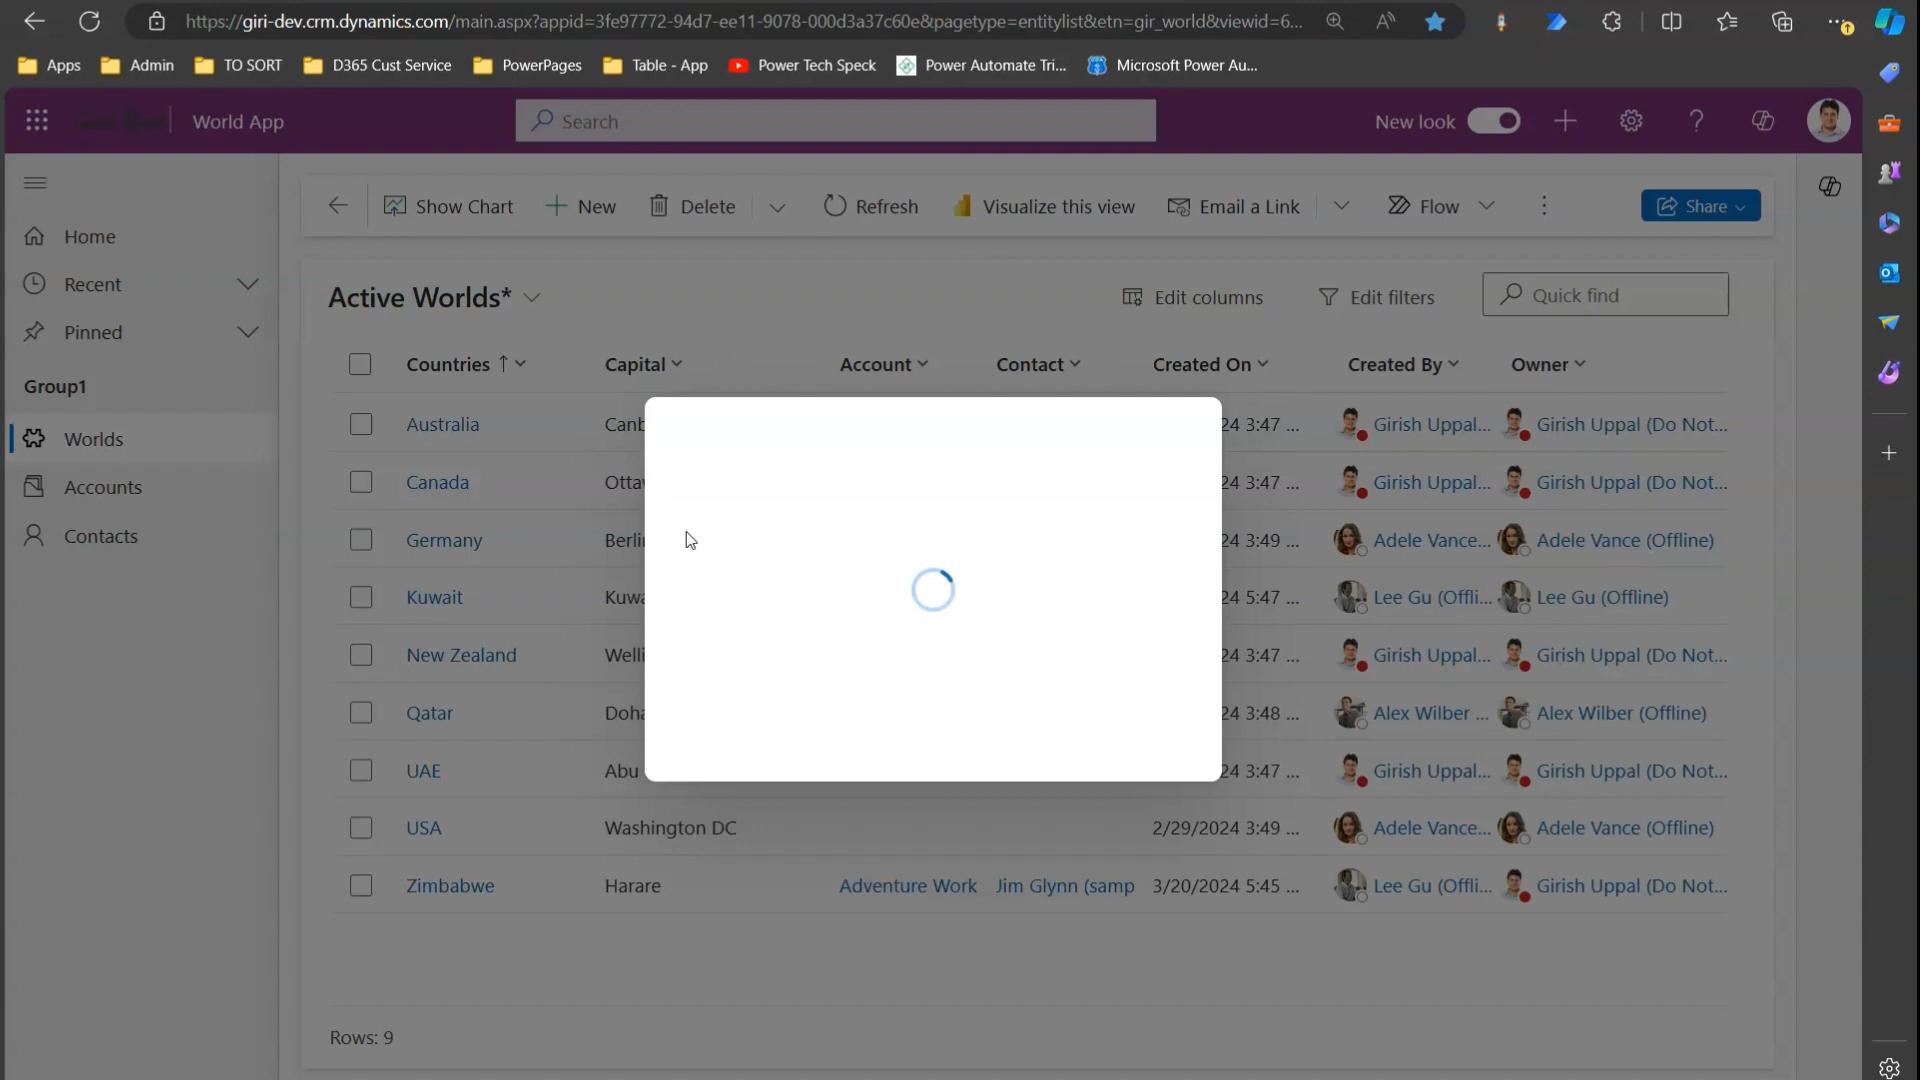 https://giri-dev.crm.dynamics.com/main.aspx?appid=3fe97772-94d7-ee11-9078-000d3a37c60e&pagetype=entitylist&etn=gir_world&viewid=6...
Apps Admin TO SORT D365 Cust Service PowerPages Table - App Power Tech Speck Power Automate Tri... Microsoft Power Au...
World App Search New look
Show Chart New Delete Refresh Visualize this view Email a Link Flow Share
Home
Recent
Pinned
Group1
Worlds
Accounts
Contacts
Active Worlds* Edit columns Edit filters Quick find
Countries Capital Account Contact Created On Created By Owner
Australia Canb 24 3:47 ... Girish Uppal... Girish Uppal (Do Not...
Canada Otta 24 3:47 ... Girish Uppal... Girish Uppal (Do Not...
Germany Berli 24 3:49 ... Adele Vance... Adele Vance (Offline)
Kuwait Kuwa 24 5:47 ... Lee Gu (Offli... Lee Gu (Offline)
New Zealand Welli 24 3:47 ... Girish Uppal... Girish Uppal (Do Not...
Qatar Doha 24 3:48 ... Alex Wilber ... Alex Wilber (Offline)
UAE Abu 24 3:47 ... Girish Uppal... Girish Uppal (Do Not...
USA Washington DC 2/29/2024 3:49 ... Adele Vance... Adele Vance (Offline)
Zimbabwe Harare Adventure Work Jim Glynn (samp 3/20/2024 5:45 ... Lee Gu (Offli... Girish Uppal (Do Not...
Rows: 9